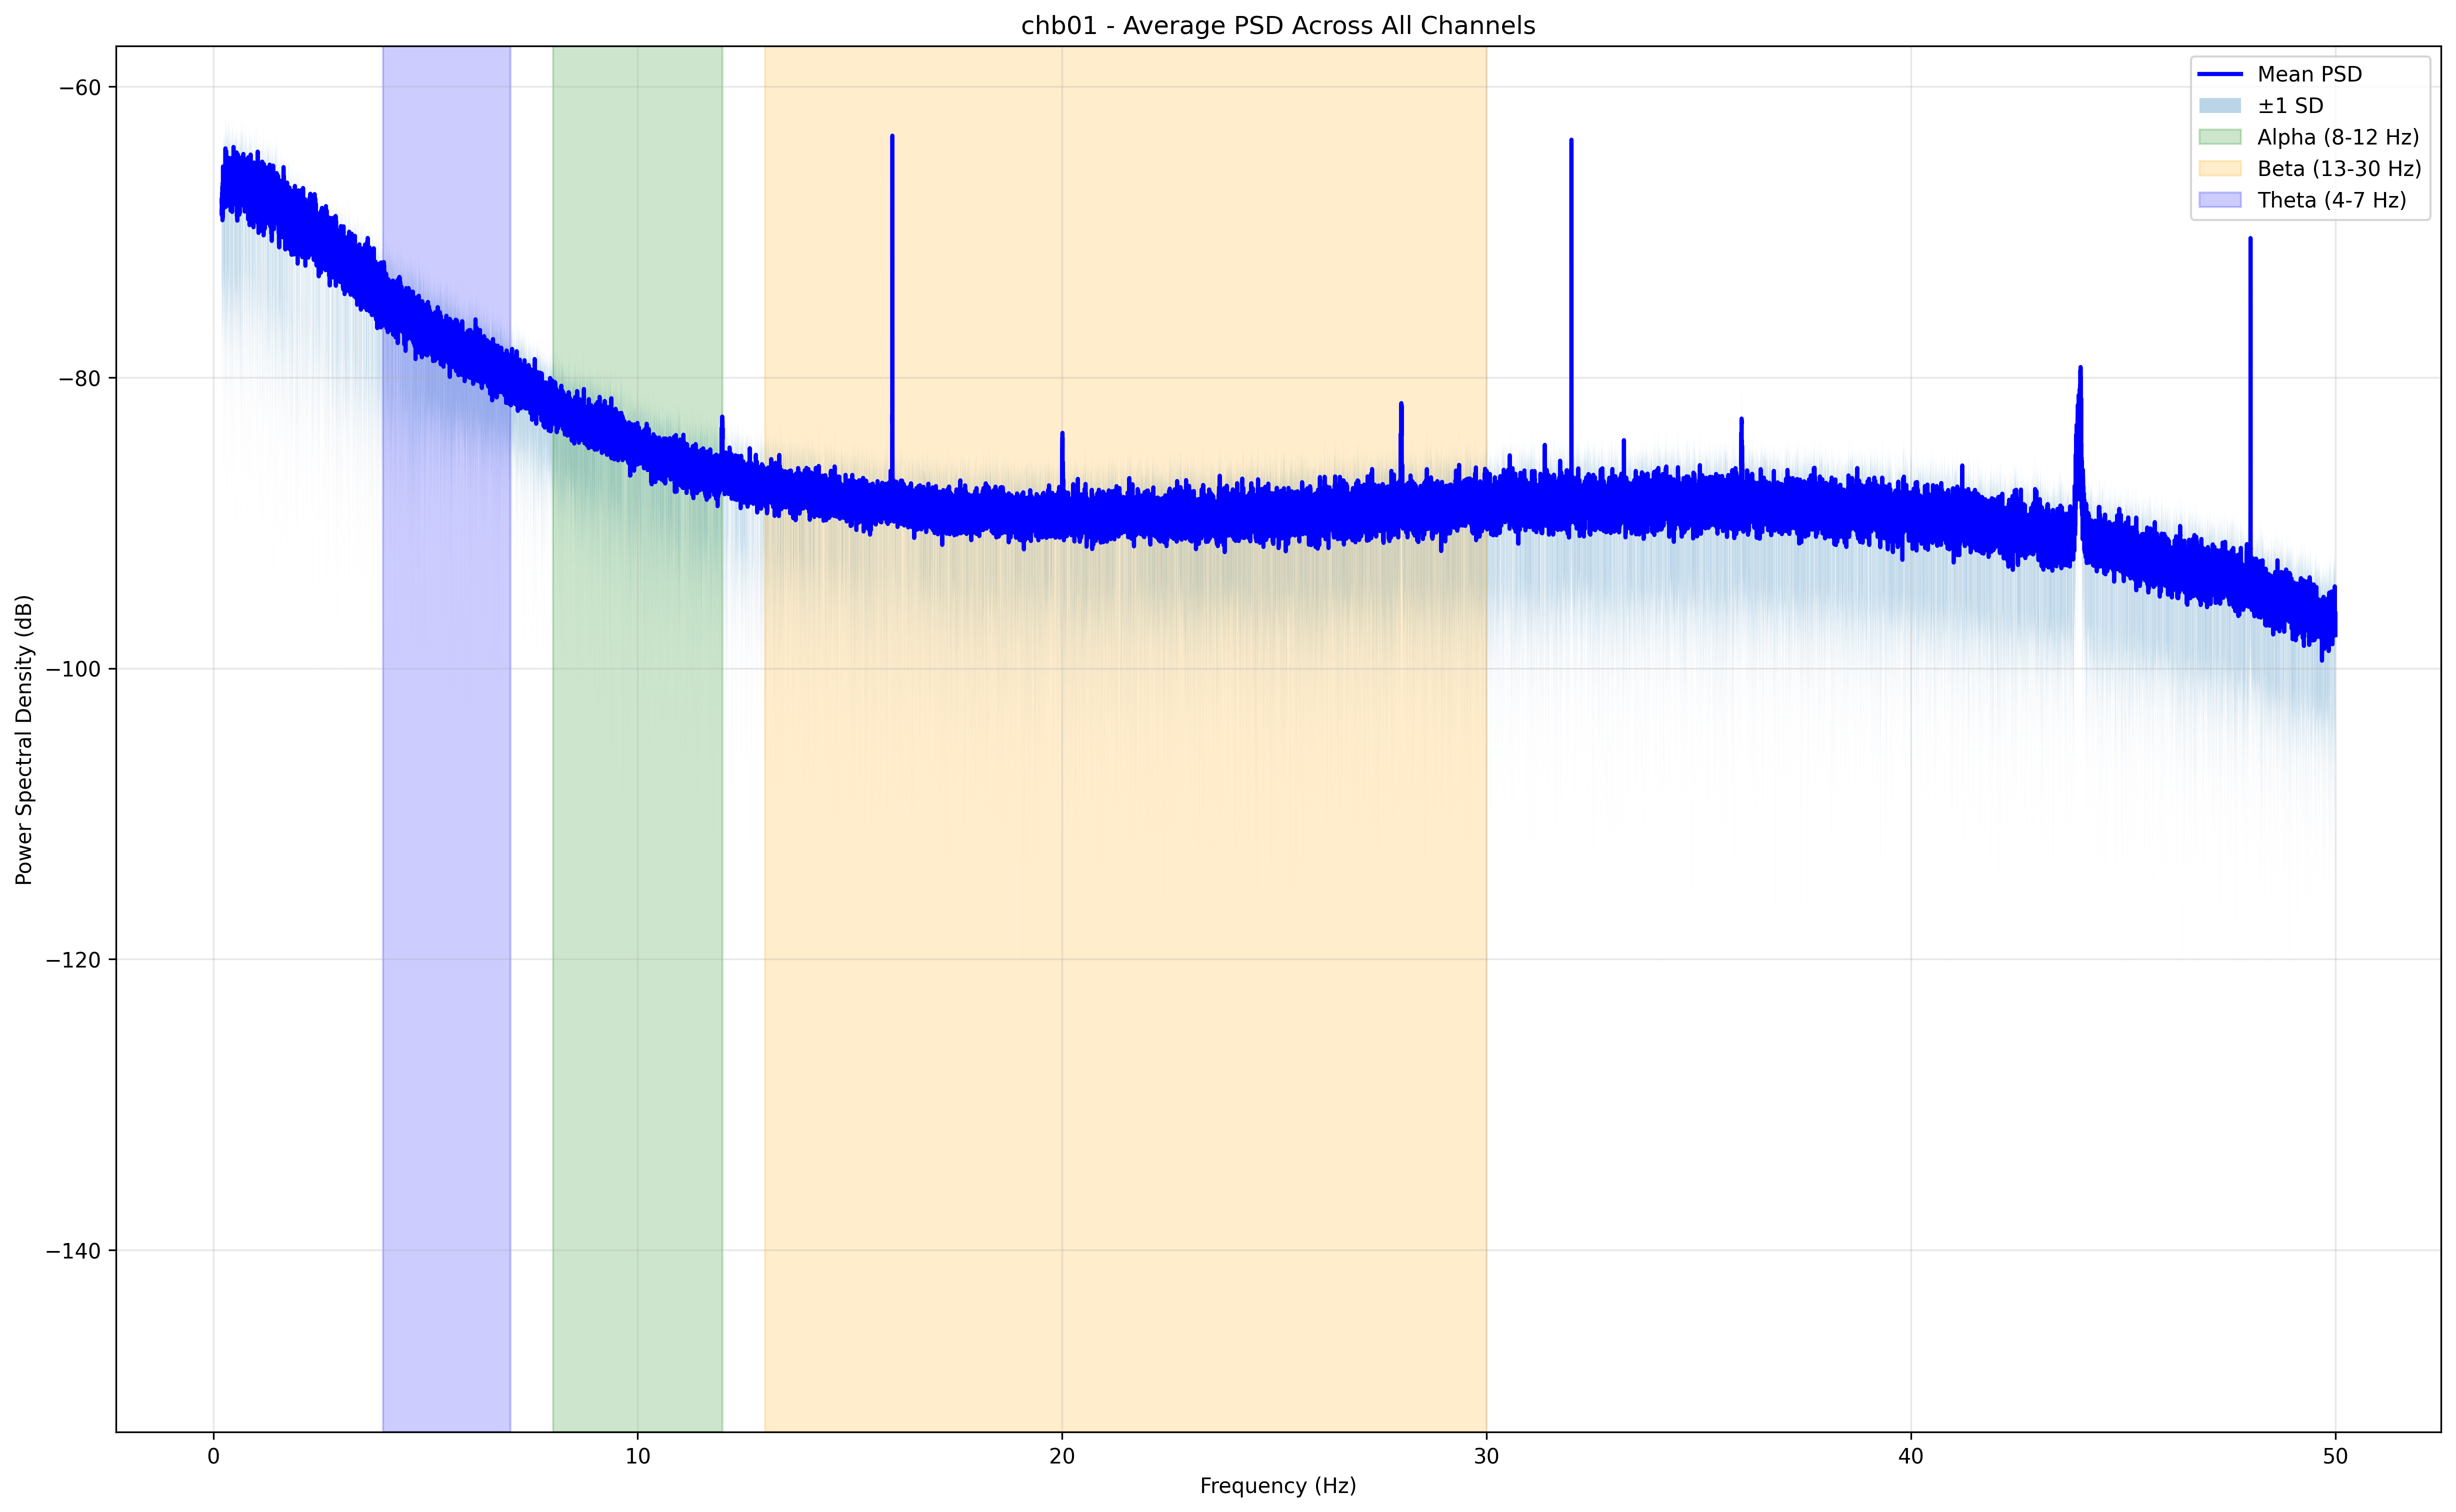 chb01 - Average PSD Across All Channels
Mean PSD
±1 SD
Alpha (8-12 Hz)
Beta (13-30 Hz)
Theta (4-7 Hz)
Power Spectral Density (dB)
−60
−80
−100
−120
−140
0 10 20 30 40 50
Frequency (Hz)